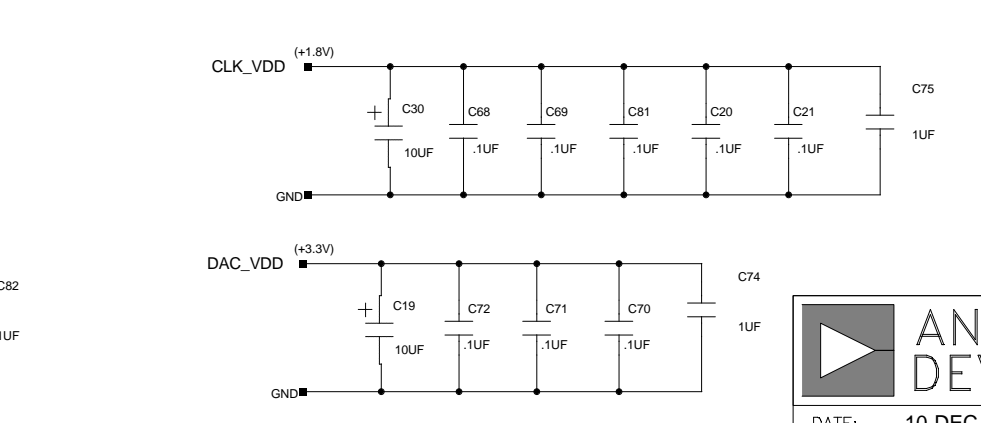 (+1.8V)
CLK_VDD
C75
+ C30
C68
C69
C81
C20
C21
1UF
10UF
.1UF
.1UF
.1UF
.1UF
.1UF
GND
(+3.3V)
DAC_VDD
C74
C82
+ C19
C72
C71
C70
1UF
1UF
10UF
.1UF
.1UF
.1UF
GND
AN
DEV
DATE: 10-DEC